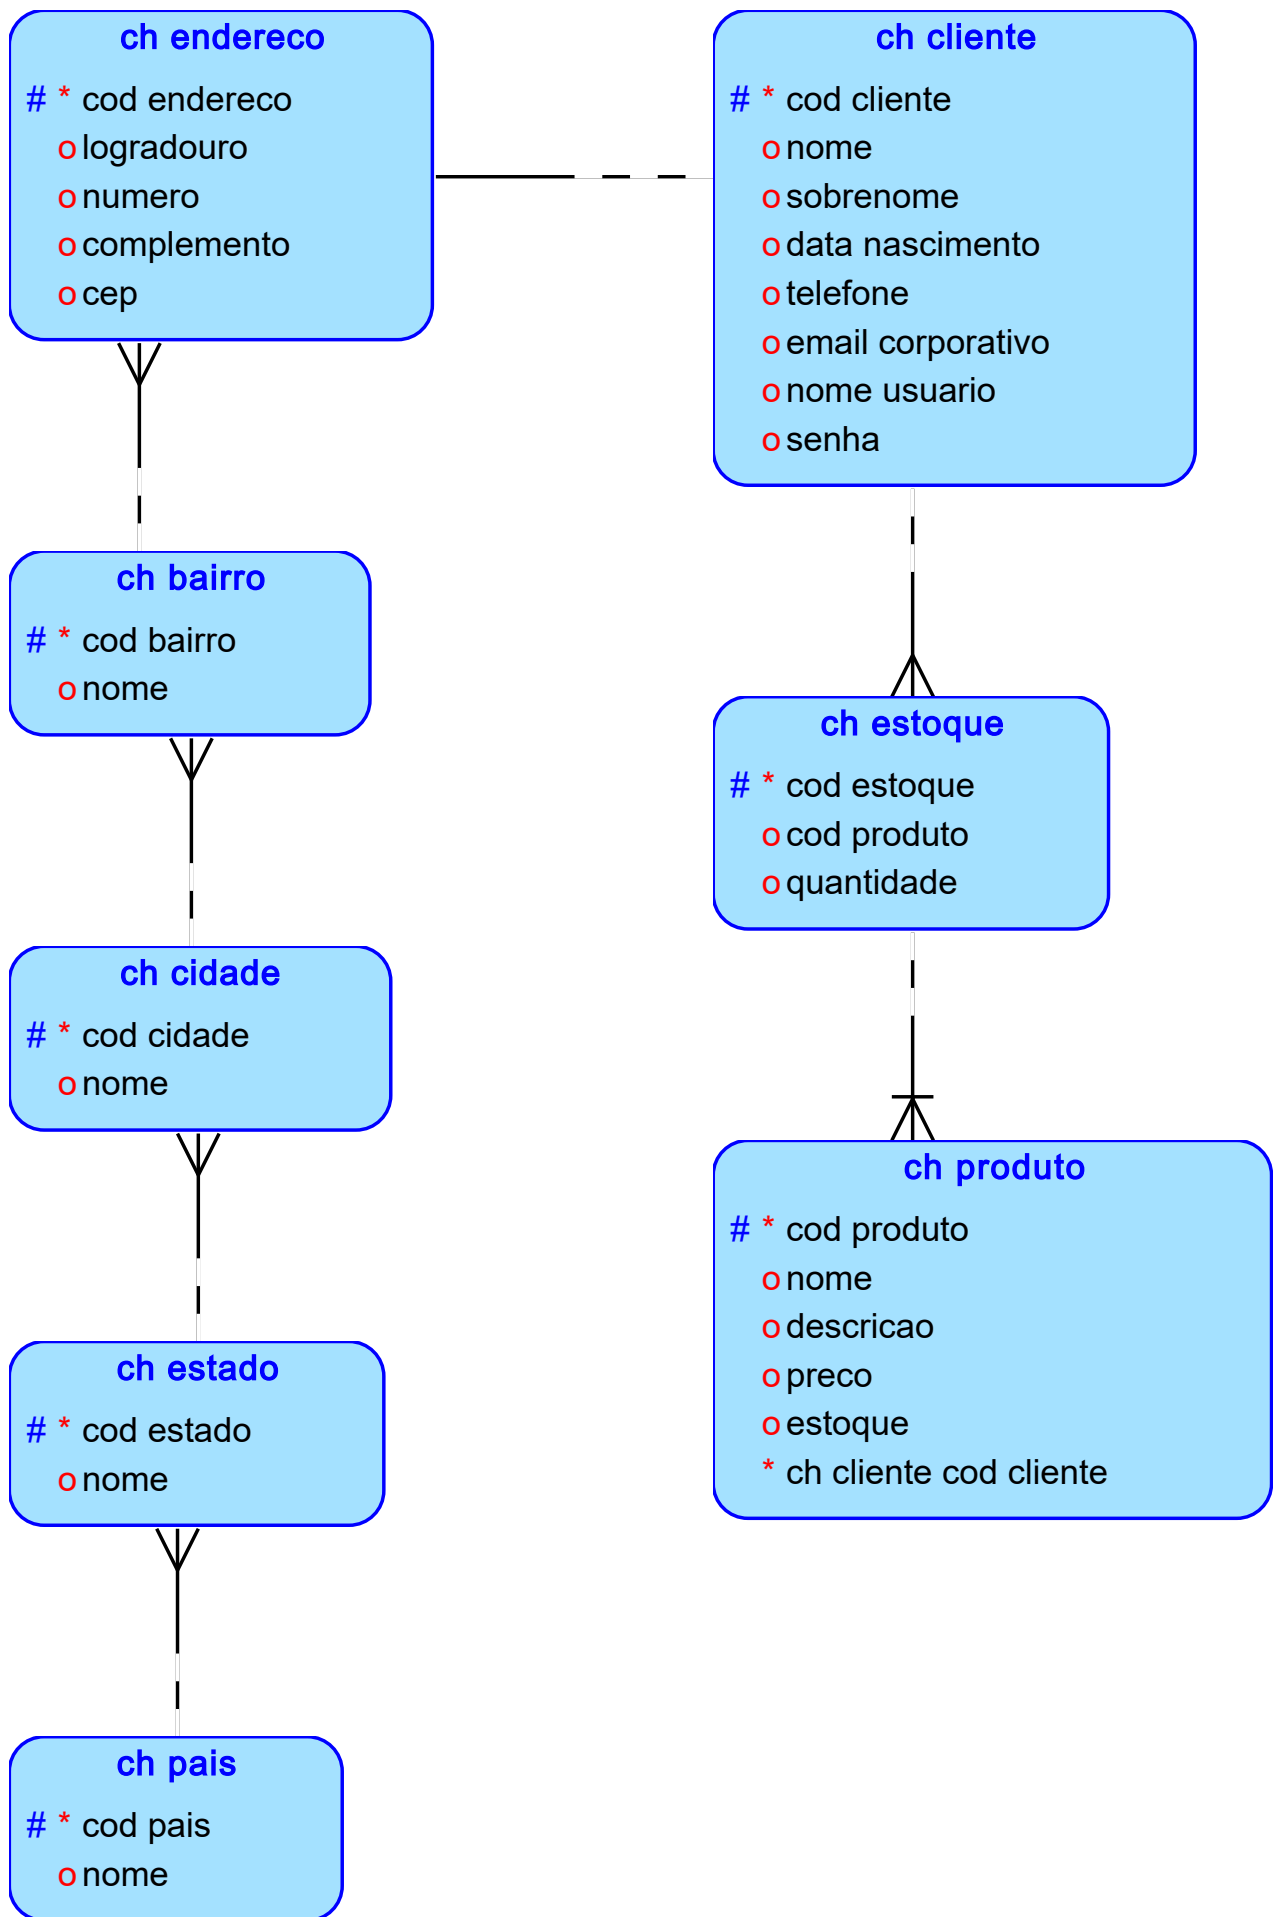 ch endereco
# * cod endereco
o logradouro
o numero
o complemento
o cep
ch cliente
# * cod cliente
o nome
o sobrenome
o data nascimento
o telefone
o email corporativo
o nome usuario
o senha
ch bairro
# * cod bairro
o nome
ch estoque
# * cod estoque
o cod produto
o quantidade
ch cidade
# * cod cidade
o nome
ch produto
# * cod produto
o nome
o descricao
o preco
o estoque
* ch cliente cod cliente
ch estado
# * cod estado
o nome
ch pais
# * cod pais
o nome